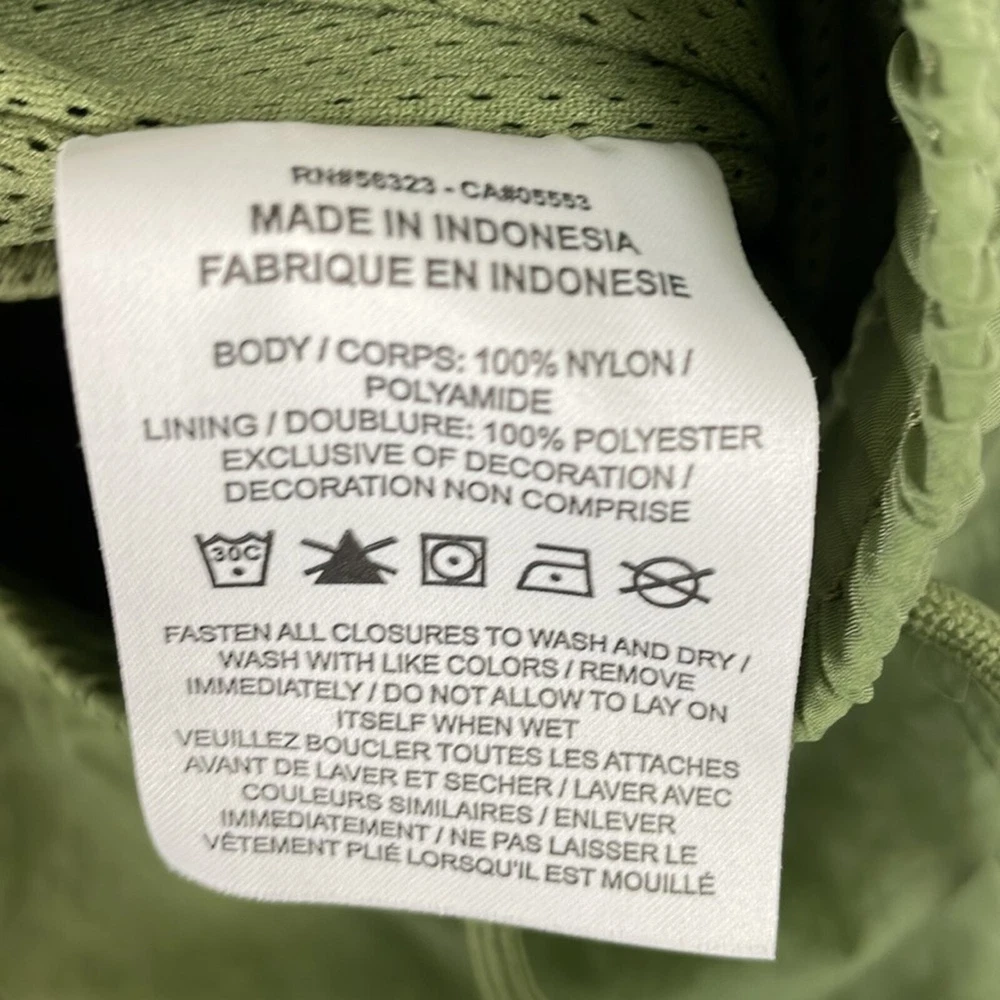 RN#56323 - CA#05553
MADE IN INDONESIA
FABRIQUE EN INDONESIE
BODY / CORPS: 100% NYLON /
POLYAMIDE
LINING / DOUBLURE: 100% POLYESTER
EXCLUSIVE OF DECORATION /
DECORATION NON COMPRISE
30C
FASTEN ALL CLOSURES TO WASH AND DRY /
WASH WITH LIKE COLORS / REMOVE
IMMEDIATELY / DO NOT ALLOW TO LAY ON
ITSELF WHEN WET
VEUILLEZ BOUCLER TOUTES LES ATTACHES
AVANT DE LAVER ET SECHER / LAVER AVEC
COULEURS SIMILAIRES / ENLEVER
IMMEDIATEMENT / NE PAS LAISSER LE
VÊTEMENT PLIÉ LORSQU'IL EST MOUILLÉ